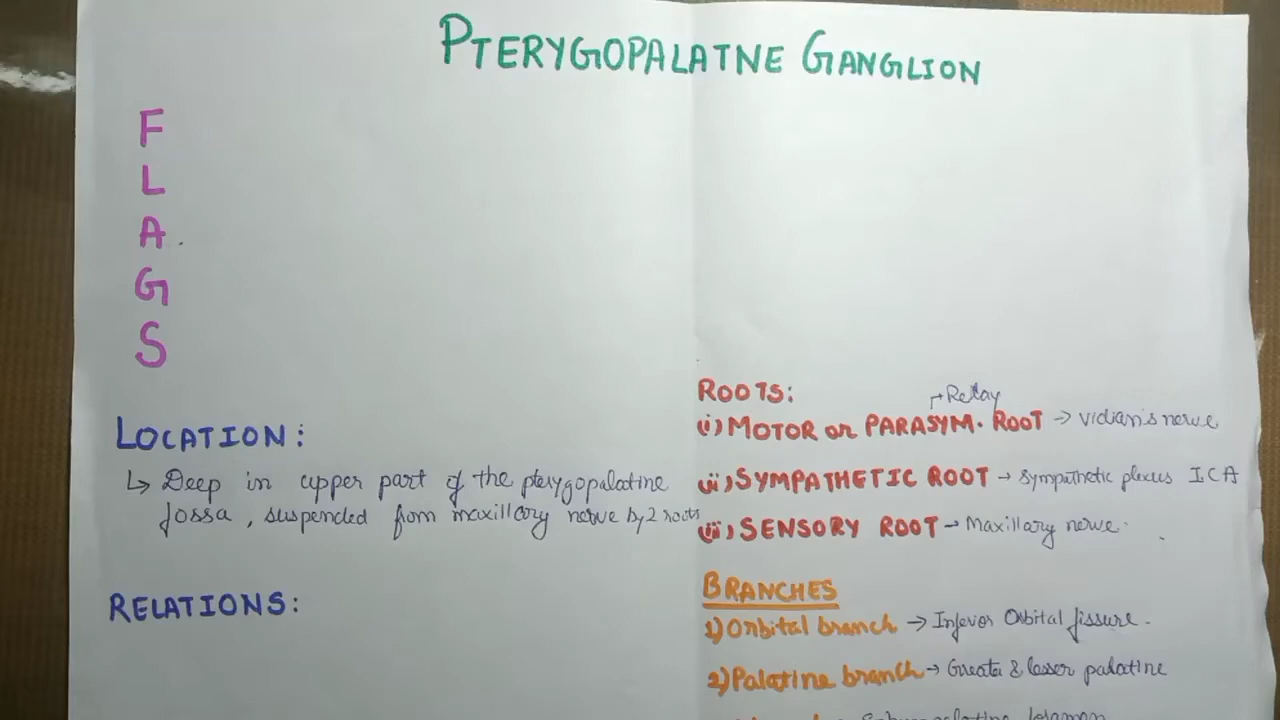 PTERYGOPALATNE GANGLION
F
L
A
G
S
LOCATION:
↳ Deep in upper part of the pterygopalatine
fossa, suspended from maxillary nerve by 2 roots
RELATIONS:
ROOTS:
→ Relay
i) MOTOR or PARASYM. ROOT → vidian's nerve
ii) SYMPATHETIC ROOT → Sympathetic plexus ICA
iii) SENSORY ROOT → Maxillary nerve
BRANCHES
1) Orbital branch → Inferior Orbital fissure.
2) Palatine branch → Greater & lesser palatine